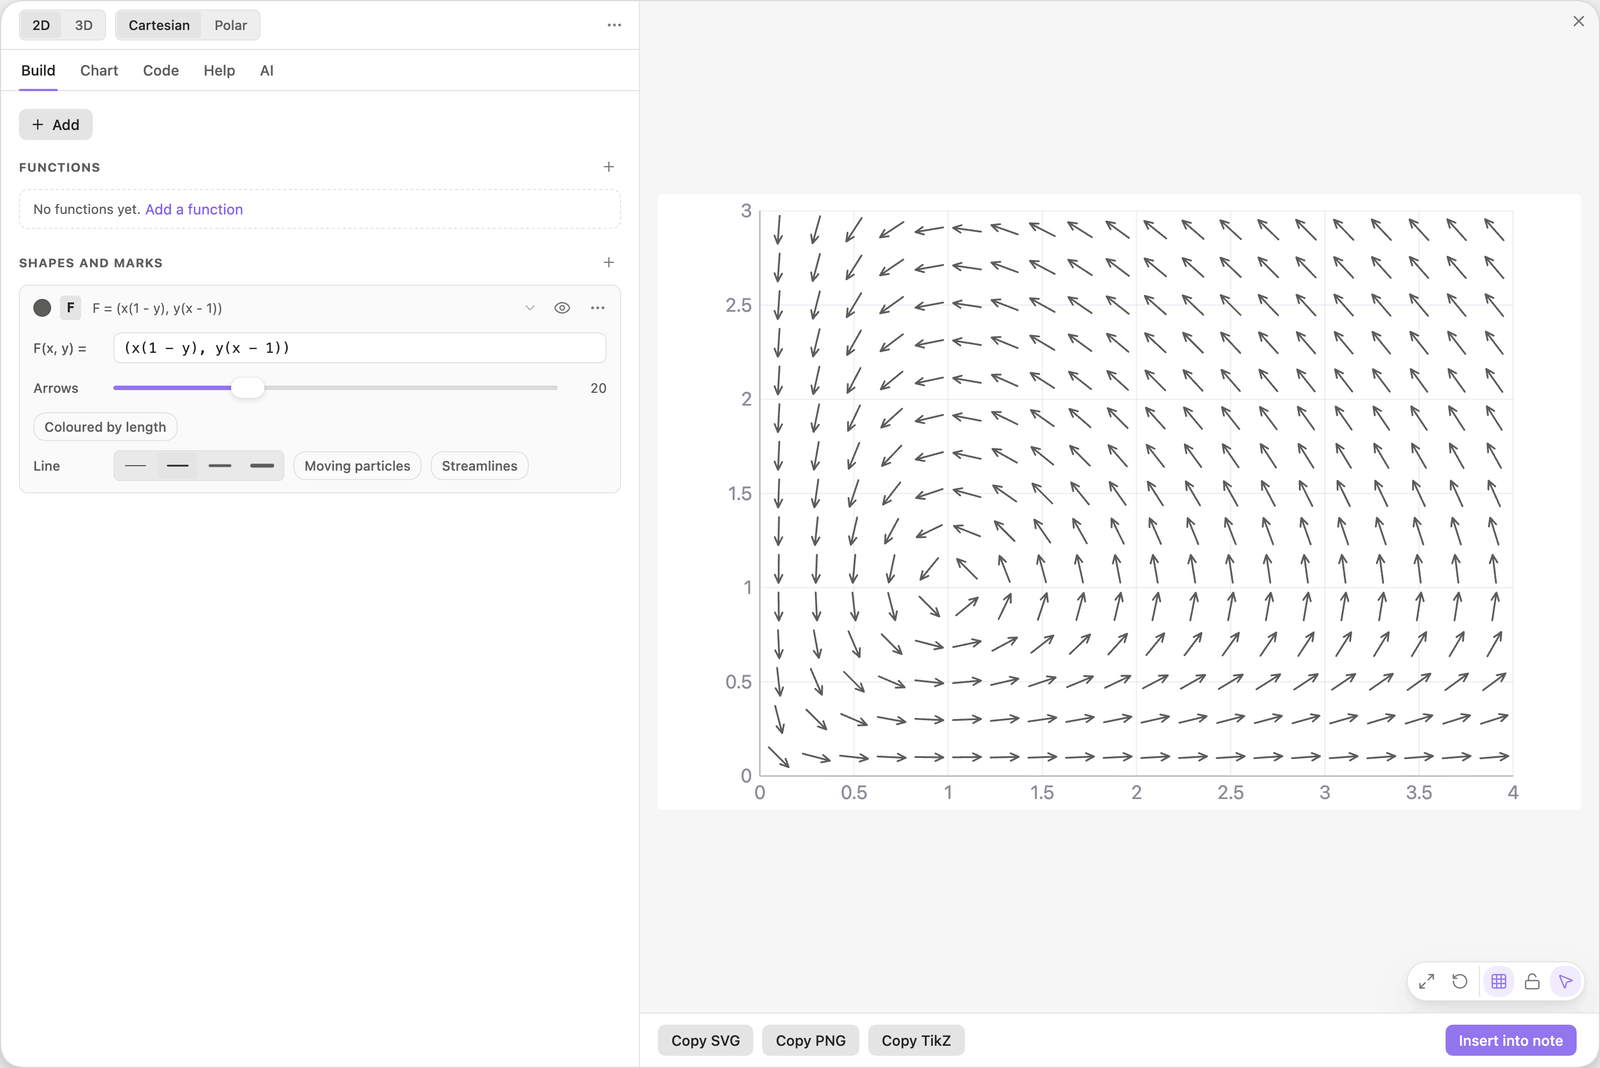 2D 3D Cartesian Polar
Build Chart Code Help AI
+ Add
FUNCTIONS
No functions yet. Add a function
SHAPES AND MARKS
F F = (x(1 - y), y(x - 1))
F(x, y) = (x(1 − y), y(x − 1))
Arrows 20
Coloured by length
Line Moving particles Streamlines
3
2.5
2
1.5
1
0.5
0
0 0.5 1 1.5 2 2.5 3 3.5 4
Copy SVG Copy PNG Copy TikZ Insert into note